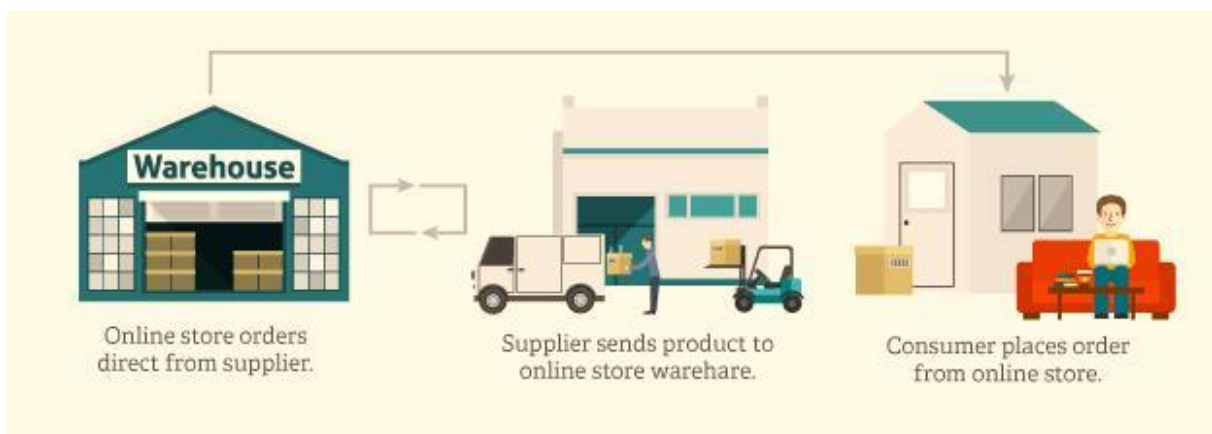 Warehouse
Online store orders
direct from supplier.
Supplier sends product to
online store warehare.
Consumer places order
from online store.